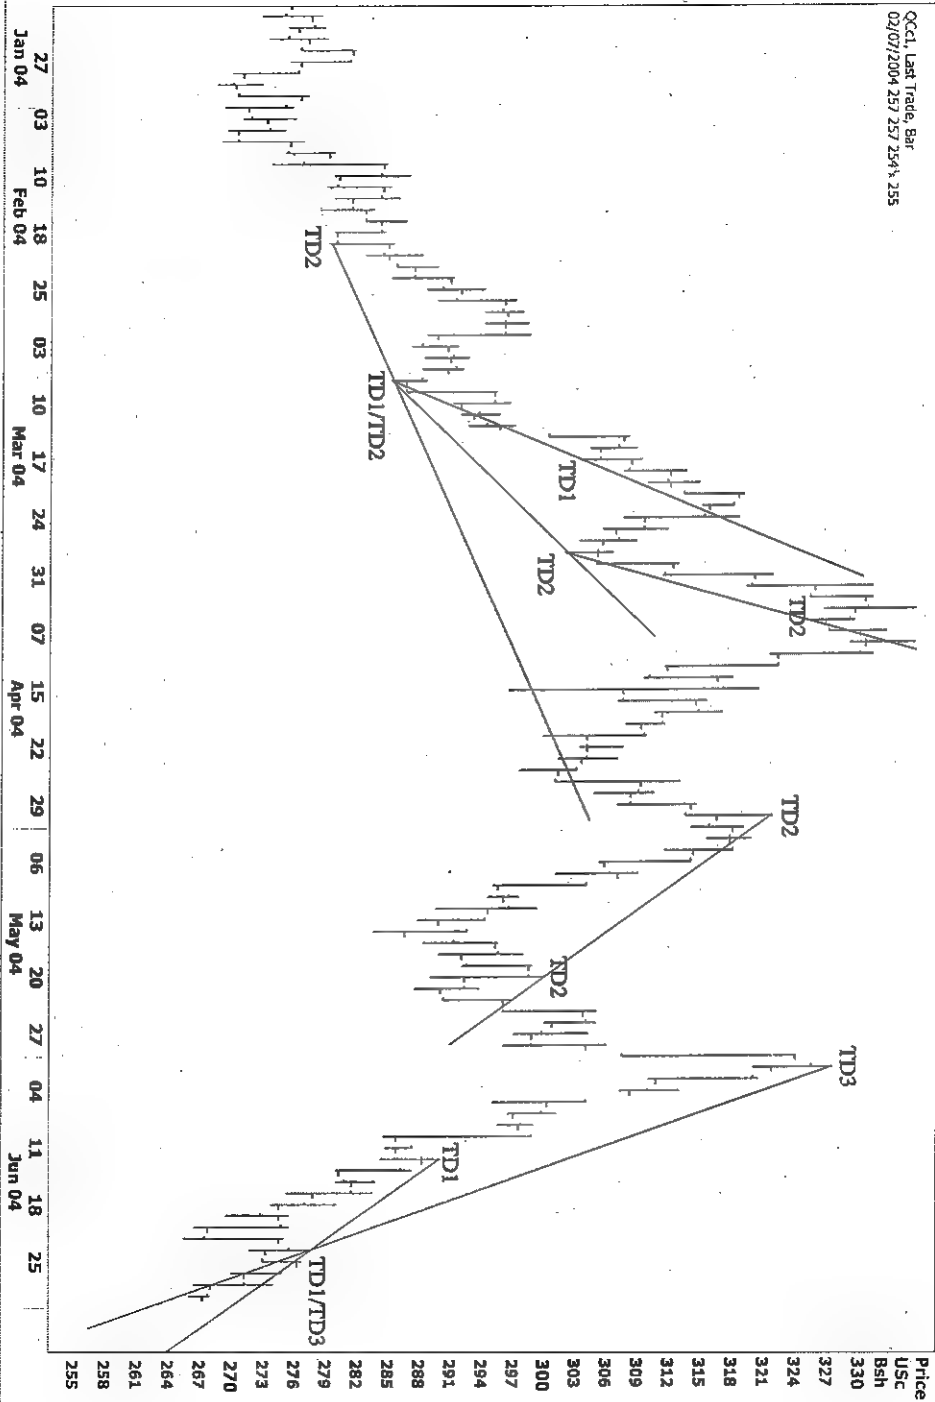 QCc1, Last Trade, Bar
02/07/2004 257 257 255
Price
USc
Bsh
TD3
TD2
TD2
TD1
TD2
TD2
TD1
TD1/TD2
TD1/TD3
TD2
330
327
324
321
318
315
312
309
306
303
300
297
294
291
288
285
282
279
276
273
270
267
264
261
258
255
27 03 10 18 25 03 10 17 24 31 07 15 22 29 06 13 20 27 04 11 18 25
Jan 04 Feb 04 Mar 04 Apr 04 May 04 Jun 04